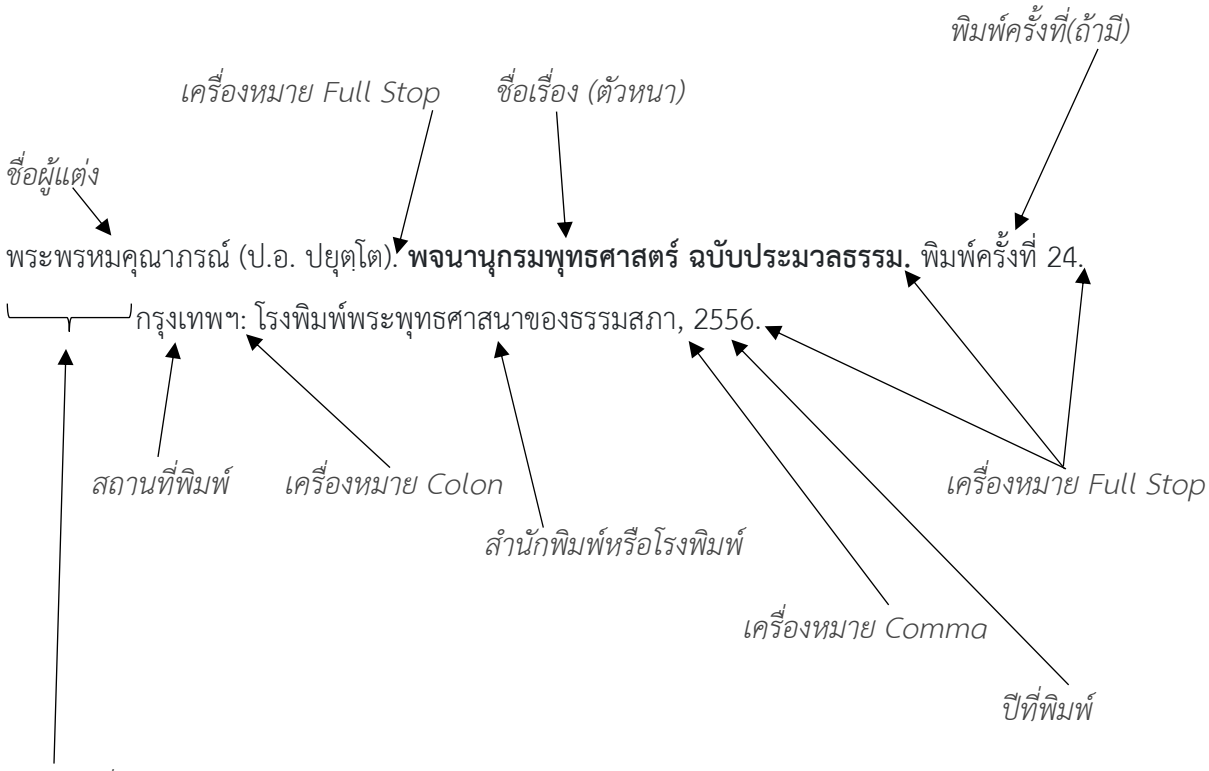 พิมพ์ครั้งที่(ถ้ามี)
เครื่องหมาย Full Stop ชื่อเรื่อง (ตัวหนา)
ชื่อผู้แต่ง
พระพรหมคุณาภรณ์ (ป.อ. ปยุตฺโต). พจนานุกรมพุทธศาสตร์ ฉบับประมวลธรรม. พิมพ์ครั้งที่ 24.
กรุงเทพฯ: โรงพิมพ์พระพุทธศาสนาของธรรมสภา, 2556.
สถานที่พิมพ์ เครื่องหมาย Colon เครื่องหมาย Full Stop
สำนักพิมพ์หรือโรงพิมพ์
เครื่องหมาย Comma
ปีที่พิมพ์